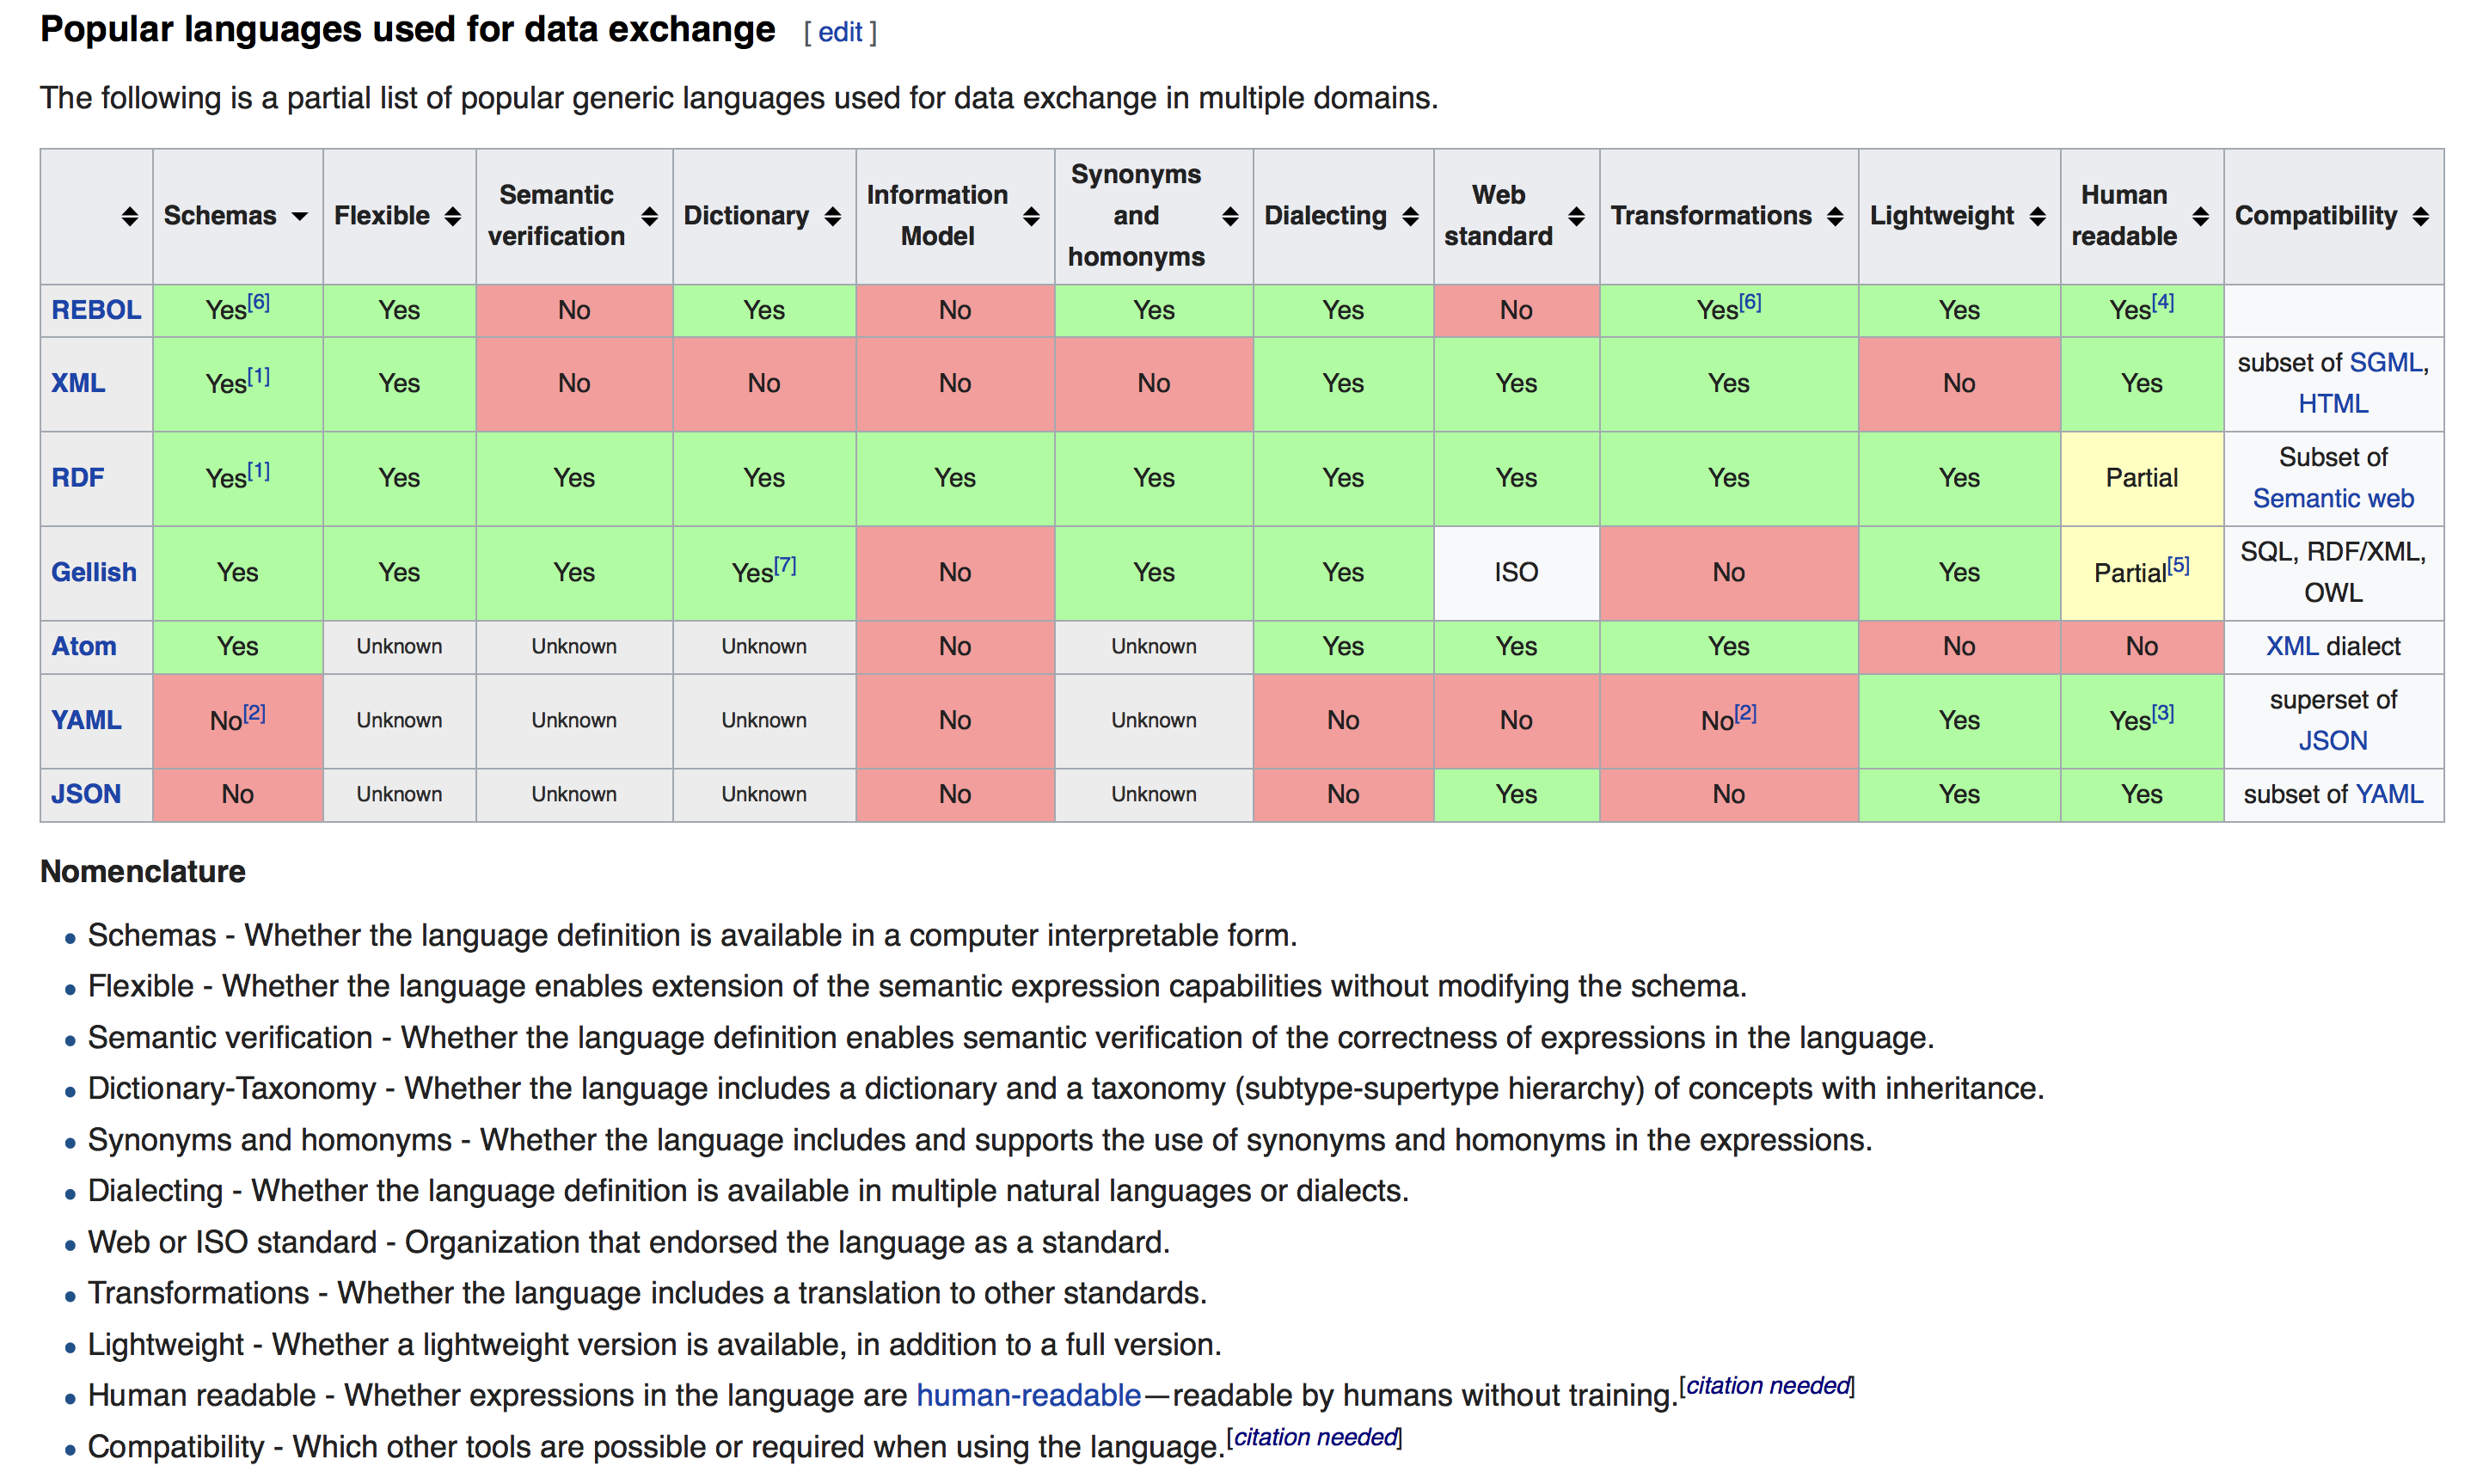 Popular languages used for data exchange [ edit ]
The following is a partial list of popular generic languages used for data exchange in multiple domains.
Schemas Flexible Semantic verification Dictionary Information Model Synonyms and homonyms Dialecting Web standard Transformations Lightweight Human readable Compatibility
REBOL Yes[6] Yes No Yes No Yes Yes No Yes[6] Yes Yes[4]
XML Yes[1] Yes No No No No Yes Yes Yes No Yes subset of SGML, HTML
RDF Yes[1] Yes Yes Yes Yes Yes Yes Yes Yes Yes Partial Subset of Semantic web
Gellish Yes Yes Yes Yes[7] No Yes Yes ISO No Yes Partial[5] SQL, RDF/XML, OWL
Atom Yes Unknown Unknown Unknown No Unknown Yes Yes Yes No No XML dialect
YAML No[2] Unknown Unknown Unknown No Unknown No No No[2] Yes Yes[3] superset of JSON
JSON No Unknown Unknown Unknown No Unknown No Yes No Yes Yes subset of YAML
Nomenclature
• Schemas - Whether the language definition is available in a computer interpretable form.
• Flexible - Whether the language enables extension of the semantic expression capabilities without modifying the schema.
• Semantic verification - Whether the language definition enables semantic verification of the correctness of expressions in the language.
• Dictionary-Taxonomy - Whether the language includes a dictionary and a taxonomy (subtype-supertype hierarchy) of concepts with inheritance.
• Synonyms and homonyms - Whether the language includes and supports the use of synonyms and homonyms in the expressions.
• Dialecting - Whether the language definition is available in multiple natural languages or dialects.
• Web or ISO standard - Organization that endorsed the language as a standard.
• Transformations - Whether the language includes a translation to other standards.
• Lightweight - Whether a lightweight version is available, in addition to a full version.
• Human readable - Whether expressions in the language are human-readable—readable by humans without training.[citation needed]
• Compatibility - Which other tools are possible or required when using the language.[citation needed]